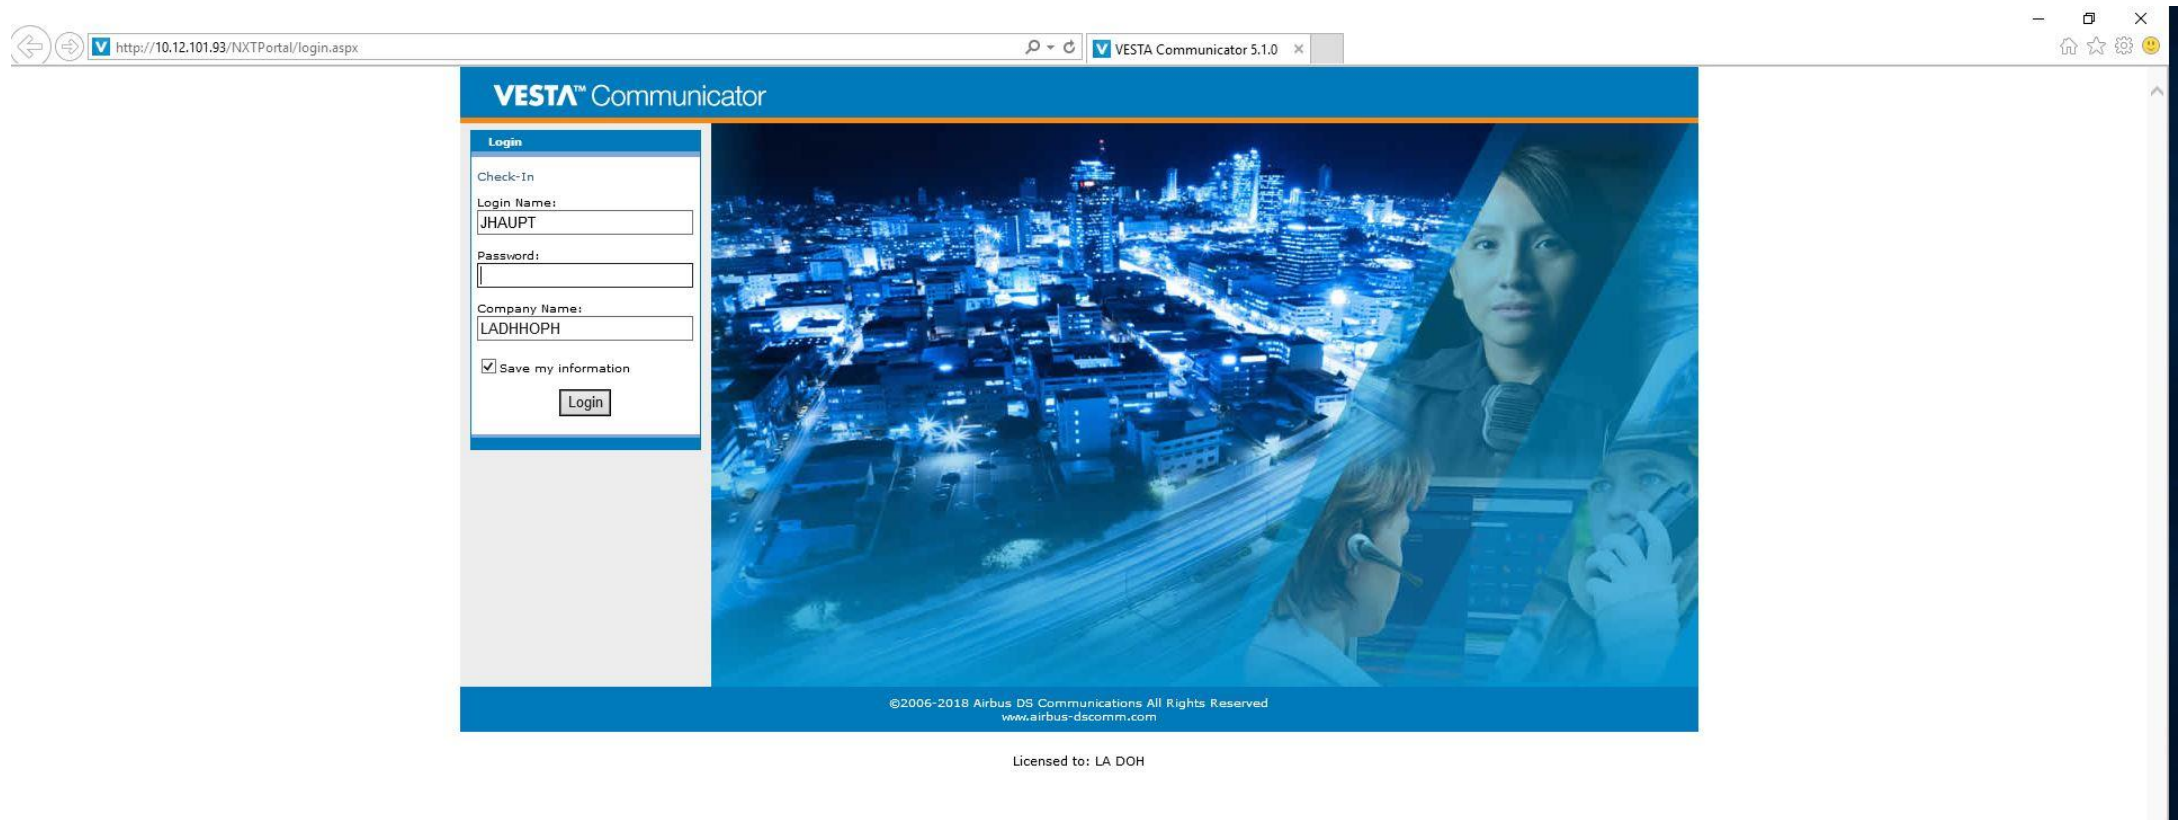 http://10.12.101.93/NXTPortal/login.aspx
VESTA Communicator 5.1.0
VESTA™ Communicator
Login
Check-In
Login Name:
JHAUPT
Password:
Company Name:
LADHHOPH
Save my information
Login
©2006-2018 Airbus DS Communications All Rights Reserved
www.airbus-dscomm.com
Licensed to: LA DOH